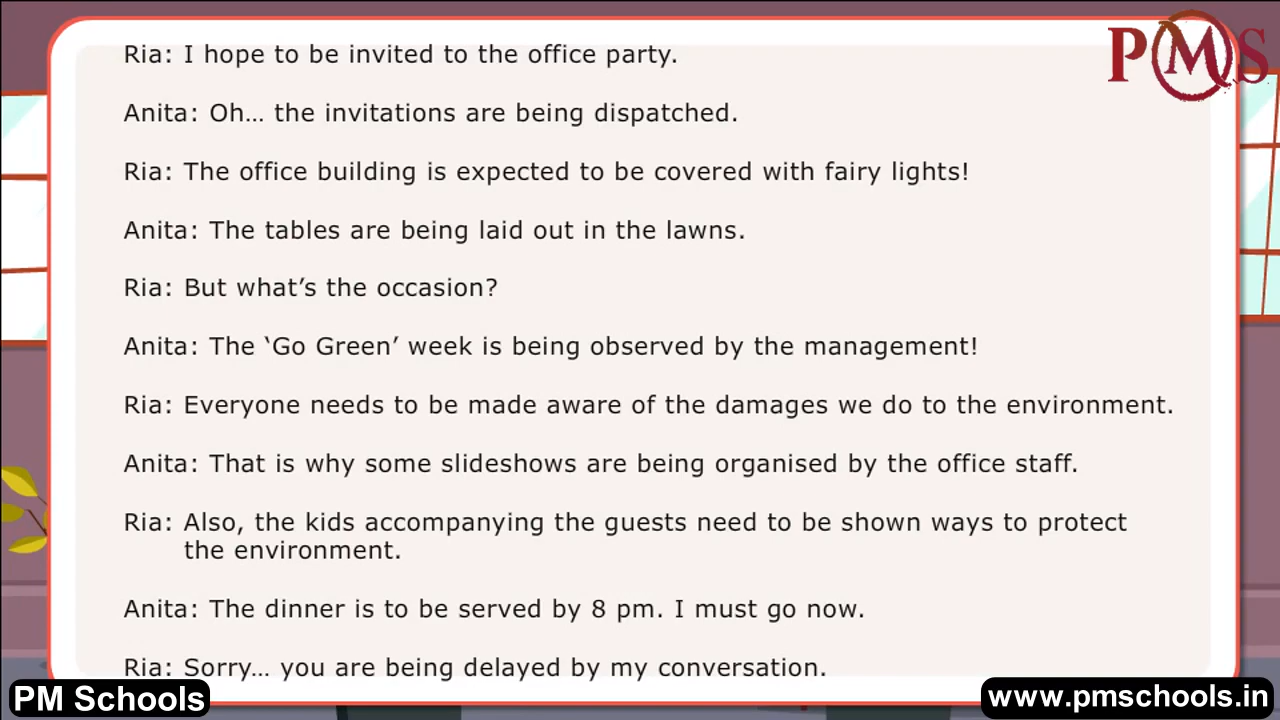 PMS
Ria: I hope to be invited to the office party.
Anita: Oh… the invitations are being dispatched.
Ria: The office building is expected to be covered with fairy lights!
Anita: The tables are being laid out in the lawns.
Ria: But what’s the occasion?
Anita: The ‘Go Green’ week is being observed by the management!
Ria: Everyone needs to be made aware of the damages we do to the environment.
Anita: That is why some slideshows are being organised by the office staff.
Ria: Also, the kids accompanying the guests need to be shown ways to protect
the environment.
Anita: The dinner is to be served by 8 pm. I must go now.
Ria: Sorry… you are being delayed by my conversation.
PM Schools
www.pmschools.in